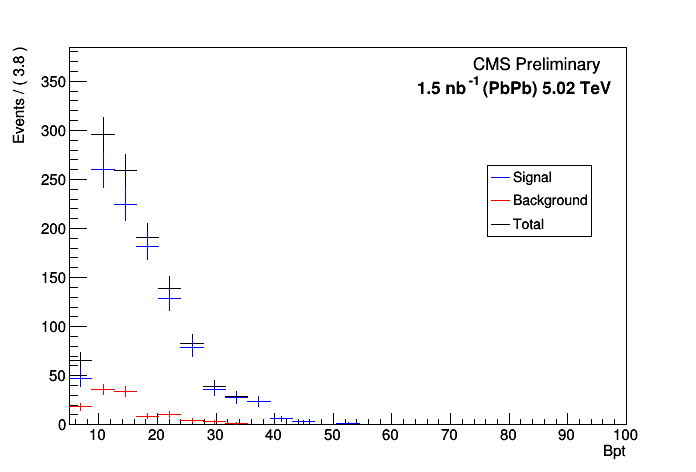 CMS Preliminary
1.5 nb⁻¹ (PbPb) 5.02 TeV
Events / ( 3.8 )
350
300
250
200
150
100
50
0
Signal
Background
Total
10 20 30 40 50 60 70 80 90 100
Bpt